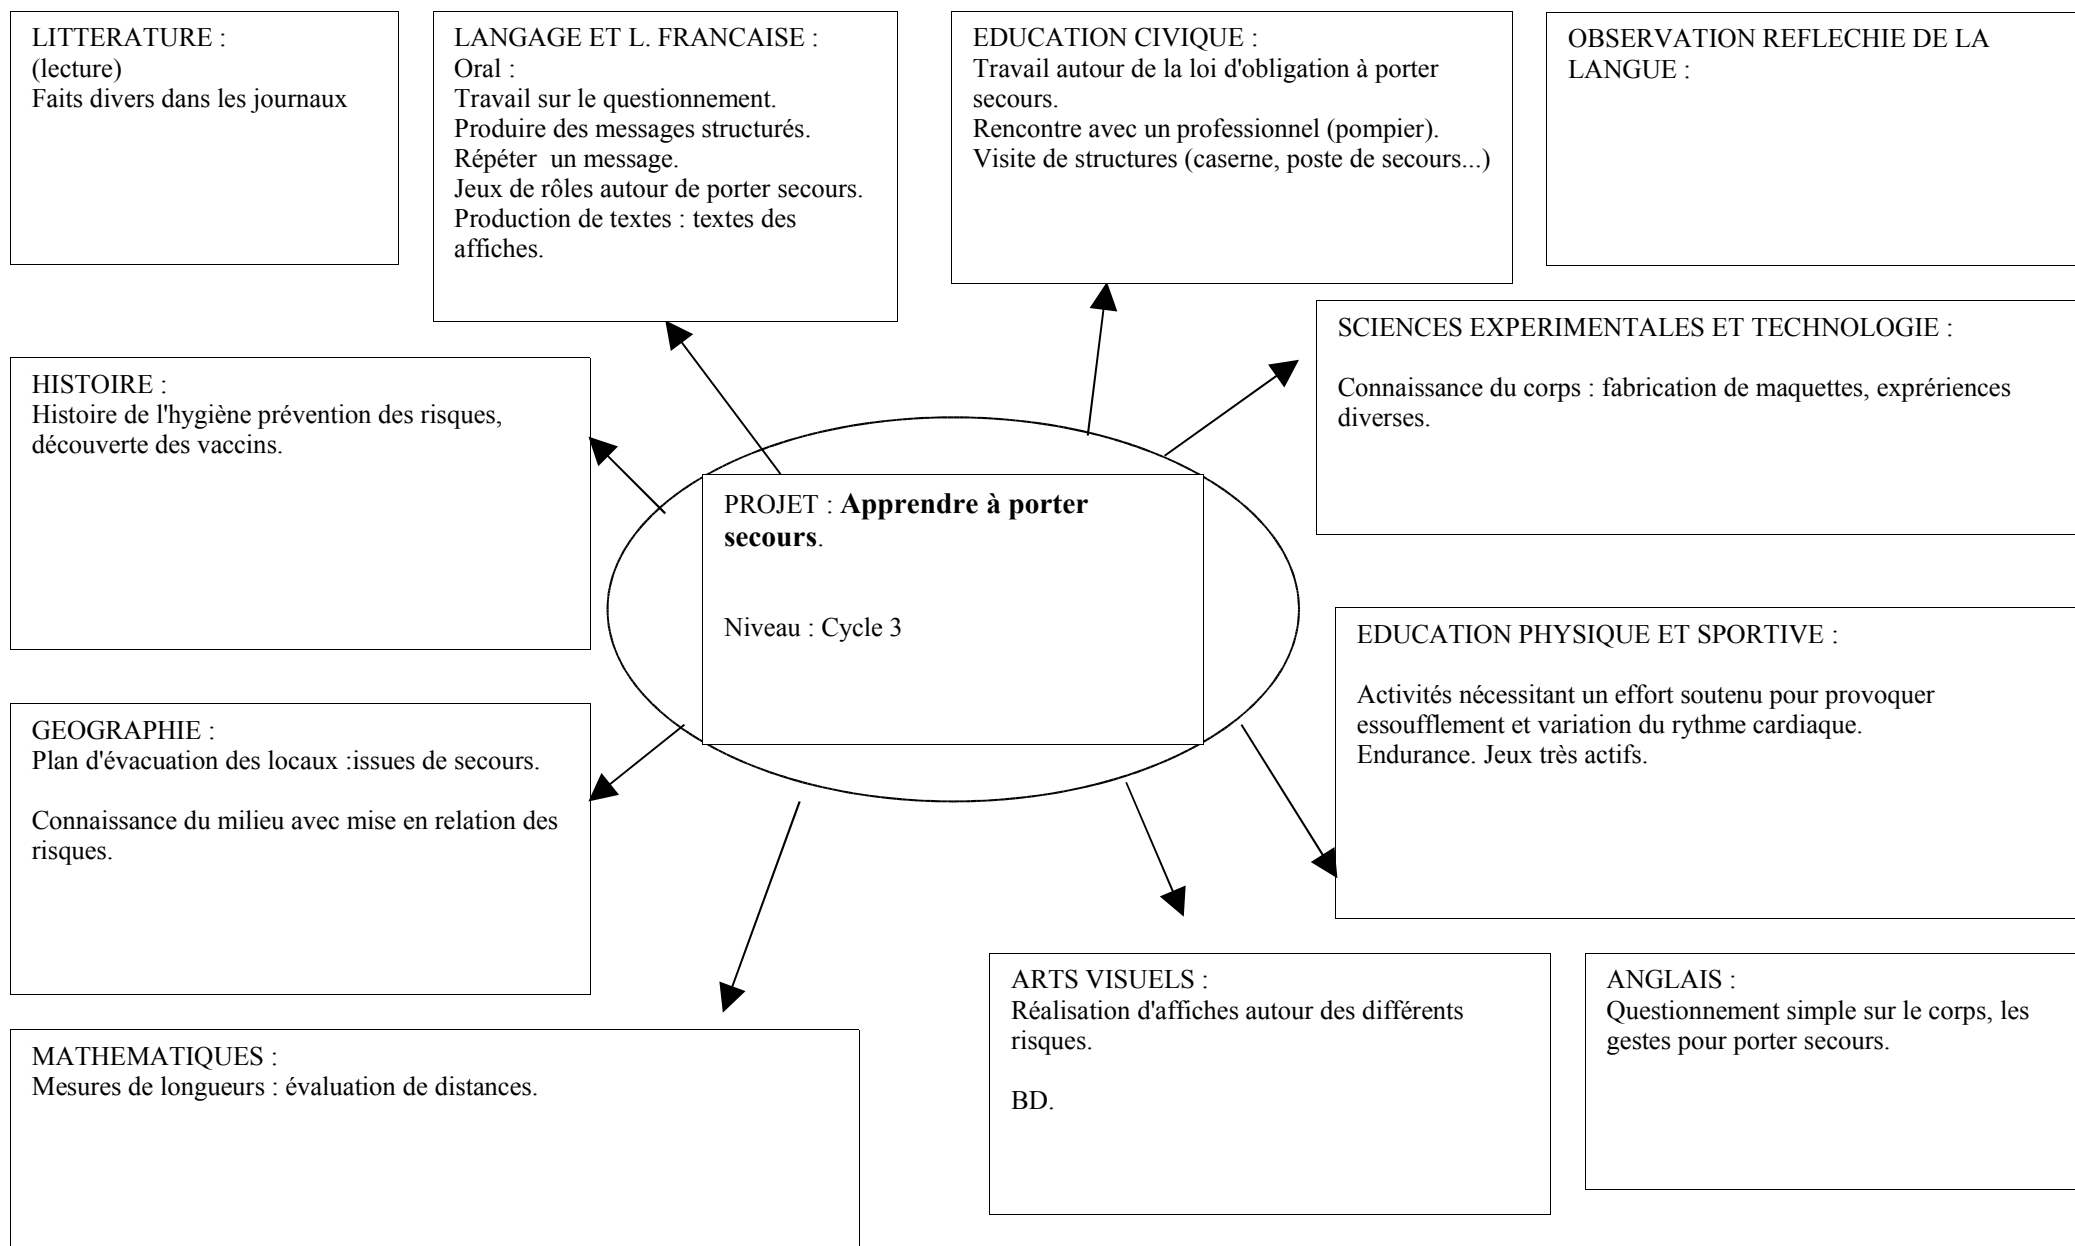 LITTERATURE :
(lecture)
Faits divers dans les journaux
LANGAGE ET L. FRANCAISE :
Oral :
Travail sur le questionnement.
Produire des messages structurés.
Répéter  un message.
Jeux de rôles autour de porter secours.
Production de textes : textes des
affiches.
EDUCATION CIVIQUE :
Travail autour de la loi d'obligation à porter
secours.
Rencontre avec un professionnel (pompier).
Visite de structures (caserne, poste de secours...)
OBSERVATION REFLECHIE DE LA
LANGUE :
SCIENCES EXPERIMENTALES ET TECHNOLOGIE :
Connaissance du corps : fabrication de maquettes, exprériences
diverses.
HISTOIRE :
Histoire de l'hygiène prévention des risques,
découverte des vaccins.
PROJET : Apprendre à porter
secours.
Niveau : Cycle 3
EDUCATION PHYSIQUE ET SPORTIVE :
Activités nécessitant un effort soutenu pour provoquer
essoufflement et variation du rythme cardiaque.
Endurance. Jeux très actifs.
GEOGRAPHIE :
Plan d'évacuation des locaux :issues de secours.
Connaissance du milieu avec mise en relation des
risques.
MATHEMATIQUES :
Mesures de longueurs : évaluation de distances.
ARTS VISUELS :
Réalisation d'affiches autour des différents
risques.
BD.
ANGLAIS :
Questionnement simple sur le corps, les
gestes pour porter secours.